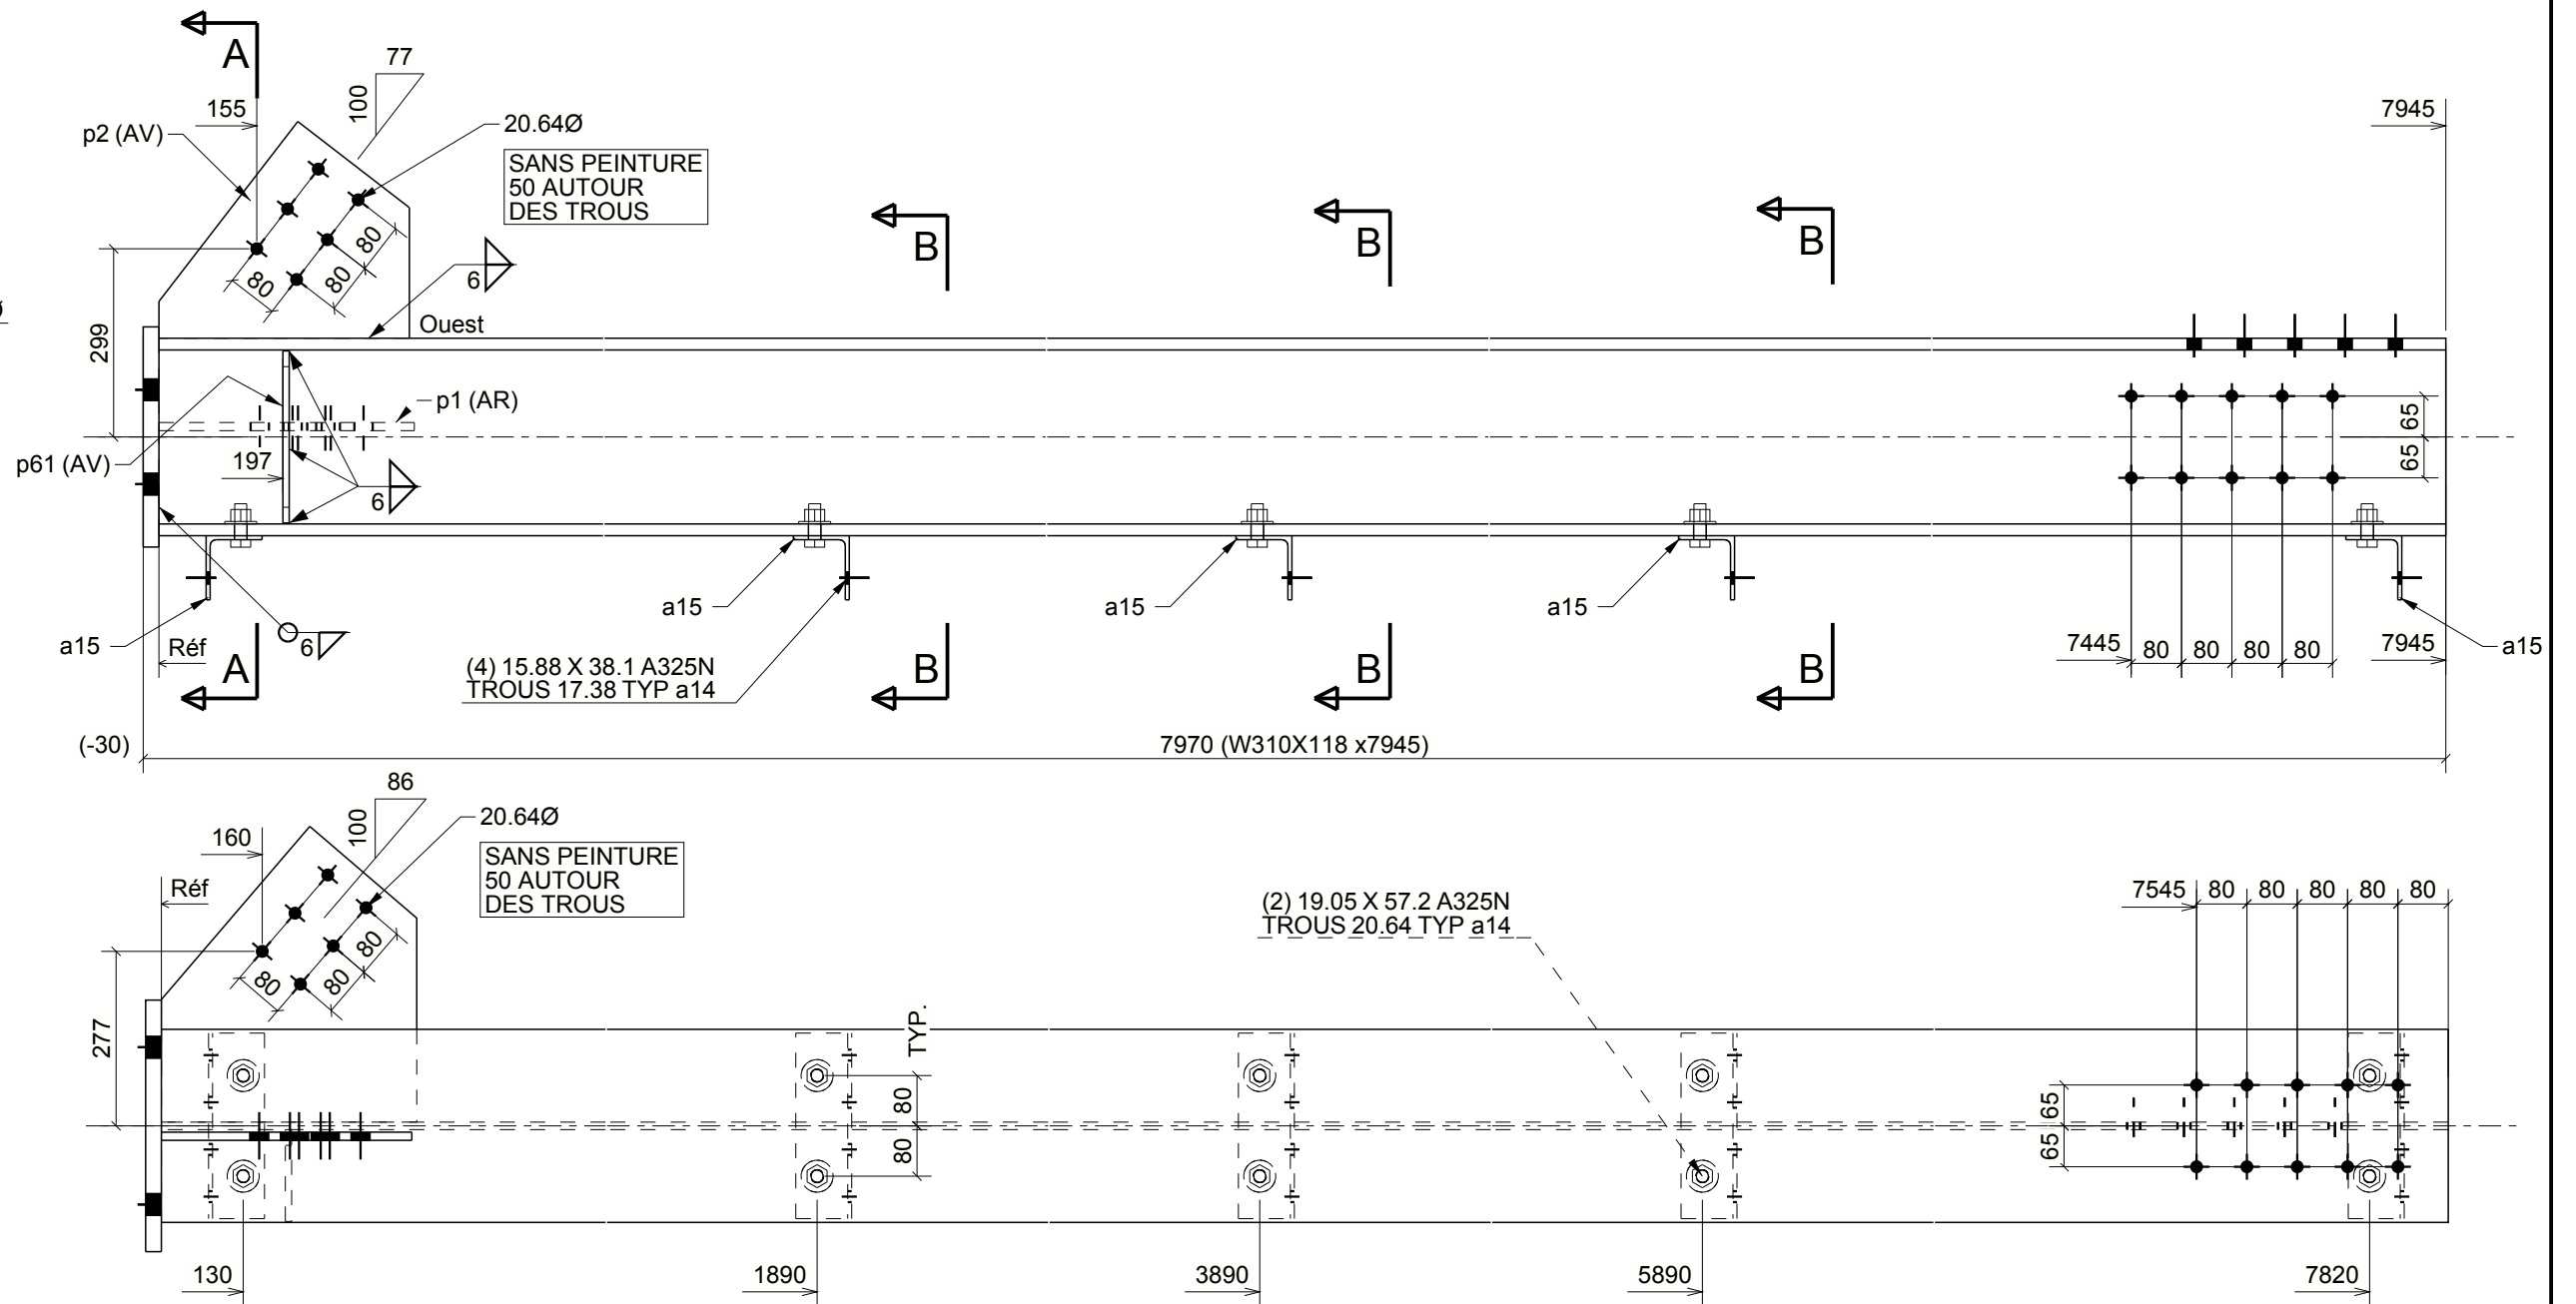 A
77
100
155
p2 (AV)
20.64Ø
SANS PEINTURE
50 AUTOUR
DES TROUS
7945
B
B
B
80
80
80
6
299
Ouest
p1 (AR)
p61 (AV)
197
6
65
65
a15
Réf
6
A
a15
a15
a15
B
B
B
(4) 15.88 X 38.1 A325N
TROUS 17.38 TYP a14
7445
80
80
80
80
7945
a15
(-30)
7970 (W310X118 x7945)
86
100
160
20.64Ø
SANS PEINTURE
50 AUTOUR
DES TROUS
Réf
80
80
80
277
TYP.
80
80
(2) 19.05 X 57.2 A325N
TROUS 20.64 TYP a14
7545
80
80
80
80
80
65
65
130
1890
3890
5890
7820